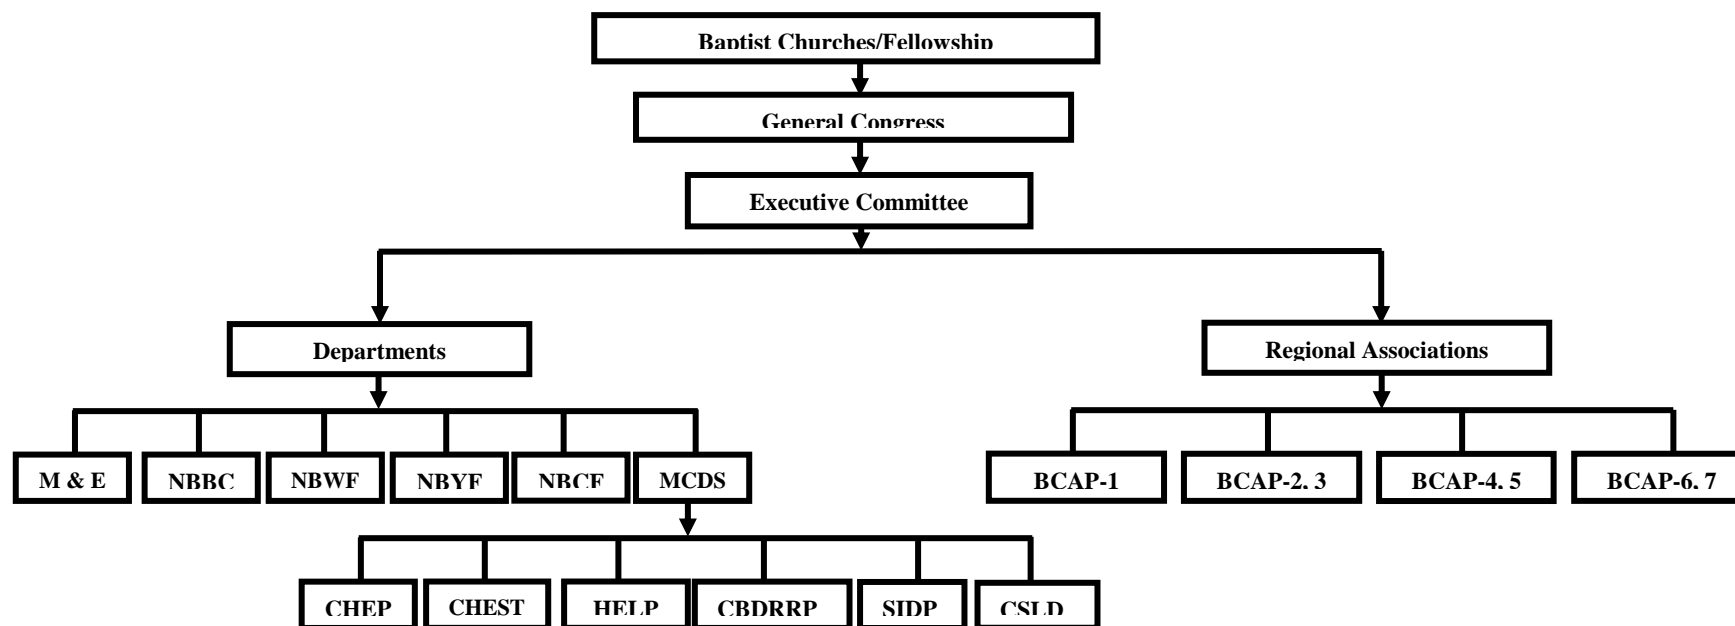 Baptist Churches/Fellowship
General Congress
Executive Committee
Departments
Regional Associations
M & E
NBBC
NBWF
NBYF
NBCF
MCDS
BCAP-1
BCAP-2, 3
BCAP-4, 5
BCAP-6, 7
CHEP
CHEST
HELP
CBDRRP
SIDP
CSLD